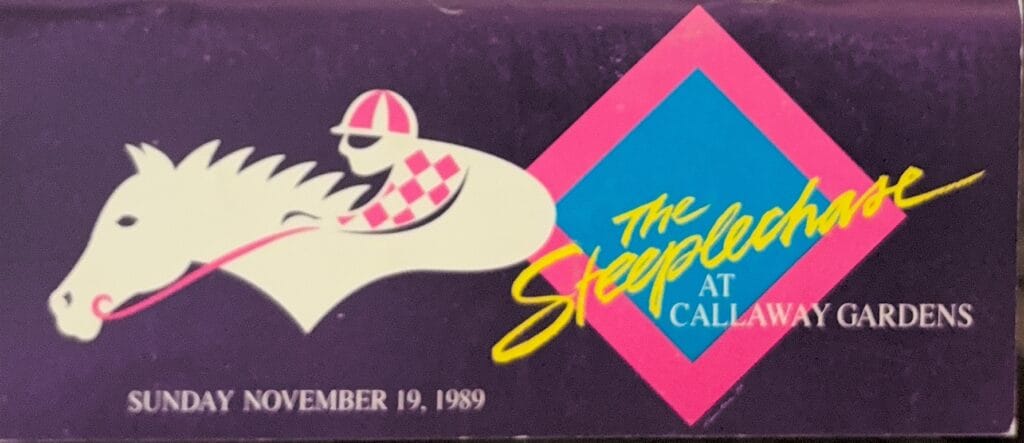 The
Steeplechase
AT
CALLAWAY GARDENS
SUNDAY NOVEMBER 19, 1989